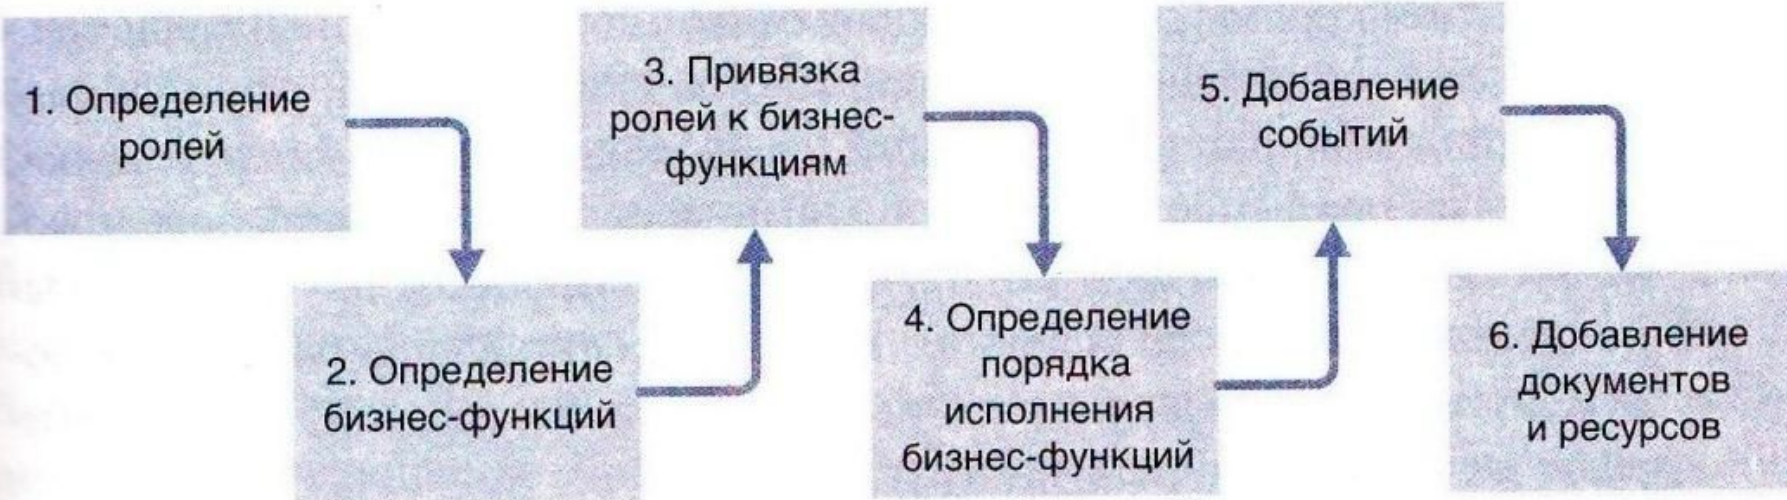 1. Определение
ролей
2. Определение
бизнес-функций
3. Привязка
ролей к бизнес-
функциям
4. Определение
порядка
исполнения
бизнес-функций
5. Добавление
событий
6. Добавление
документов
и ресурсов